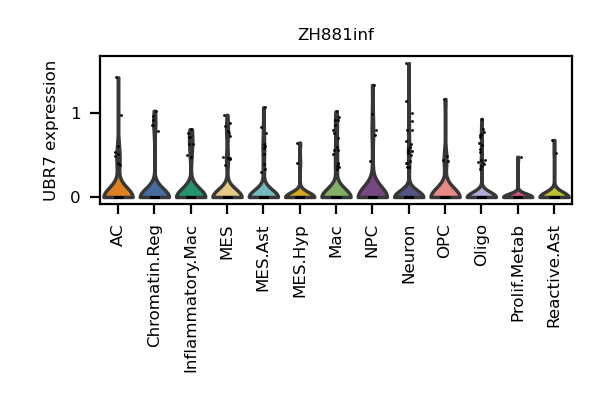 ZH881inf
UBR7 expression
1
0
AC
Chromatin.Reg
Inflammatory.Mac
MES
MES.Ast
MES.Hyp
Mac
NPC
Neuron
OPC
Oligo
Prolif.Metab
Reactive.Ast